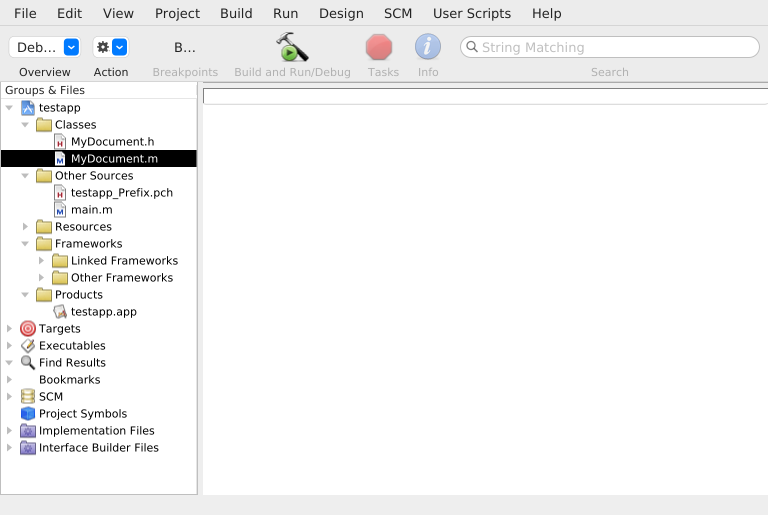 File Edit View Project Build Run Design SCM User Scripts Help
Deb... B... String Matching
Overview Action Breakpoints Build and Run/Debug Tasks Info Search
Groups & Files
testapp
Classes
MyDocument.h
MyDocument.m
Other Sources
testapp_Prefix.pch
main.m
Resources
Frameworks
Linked Frameworks
Other Frameworks
Products
testapp.app
Targets
Executables
Find Results
Bookmarks
SCM
Project Symbols
Implementation Files
Interface Builder Files